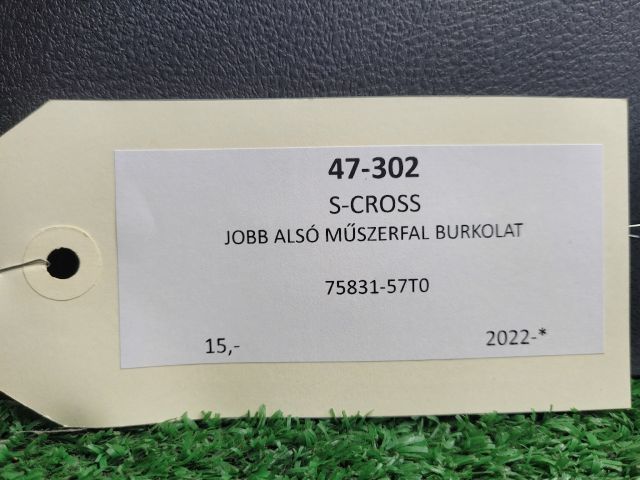 47-302
S-CROSS
JOBB ALSÓ MŰSZERFAL BURKOLAT
75831-57T0
15,- 2022-*